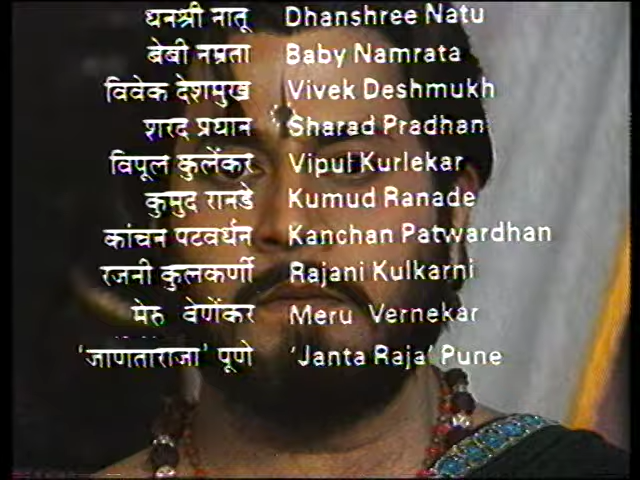 धनश्री नातू Dhanshree Natu
बेबी नम्रता Baby Namrata
विवेक देशमुख Vivek Deshmukh
शरद प्रधान Sharad Pradhan
विपूल कुर्लेकर Vipul Kurlekar
कुमुद रानडे Kumud Ranade
कांचन पटवर्धन Kanchan Patwardhan
रजनी कुलकर्णी Rajani Kulkarni
मेरु वेर्णेकर Meru Vernekar
'जाणताराजा' पूणे 'Janta Raja' Pune